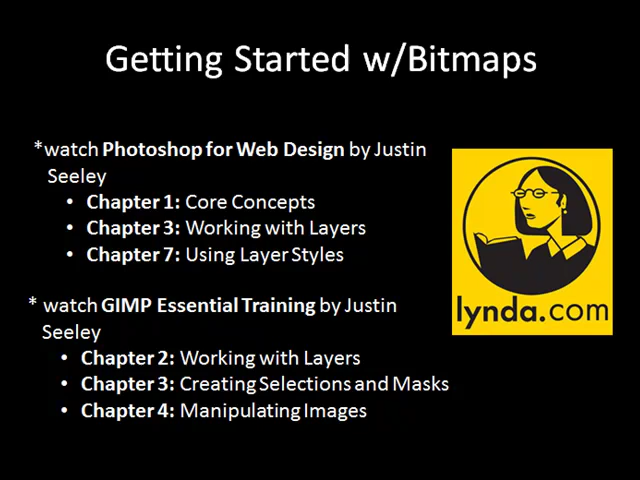 Getting Started w/Bitmaps
*watch Photoshop for Web Design by Justin
Seeley
• Chapter 1: Core Concepts
• Chapter 3: Working with Layers
• Chapter 7: Using Layer Styles
* watch GIMP Essential Training by Justin
Seeley
• Chapter 2: Working with Layers
• Chapter 3: Creating Selections and Masks
• Chapter 4: Manipulating Images
lynda.com